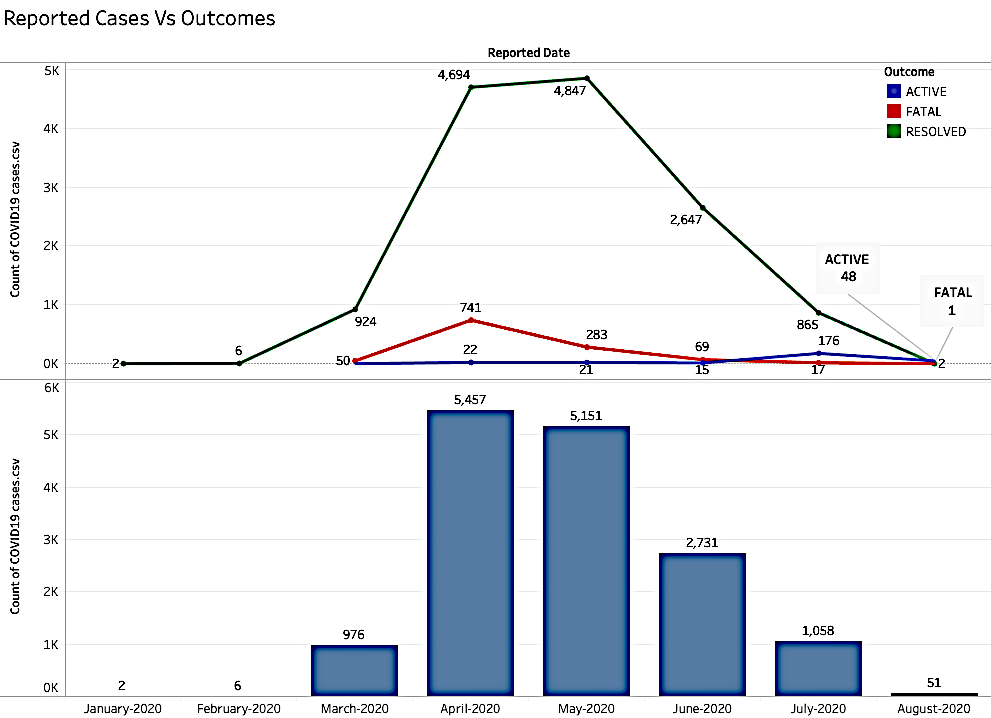 Reported Cases Vs Outcomes
Reported Date
Outcome
ACTIVE
FATAL
RESOLVED
Count of COVID19 cases.csv
5K
4K
3K
2K
1K
0K
2
6
924
4,694
4,847
2,647
865
2
50
741
283
69
17
22
21
15
176
ACTIVE
48
FATAL
1
Count of COVID19 cases.csv
6K
5K
4K
3K
2K
1K
0K
2
6
976
5,457
5,151
2,731
1,058
51
January-2020 February-2020 March-2020 April-2020 May-2020 June-2020 July-2020 August-2020